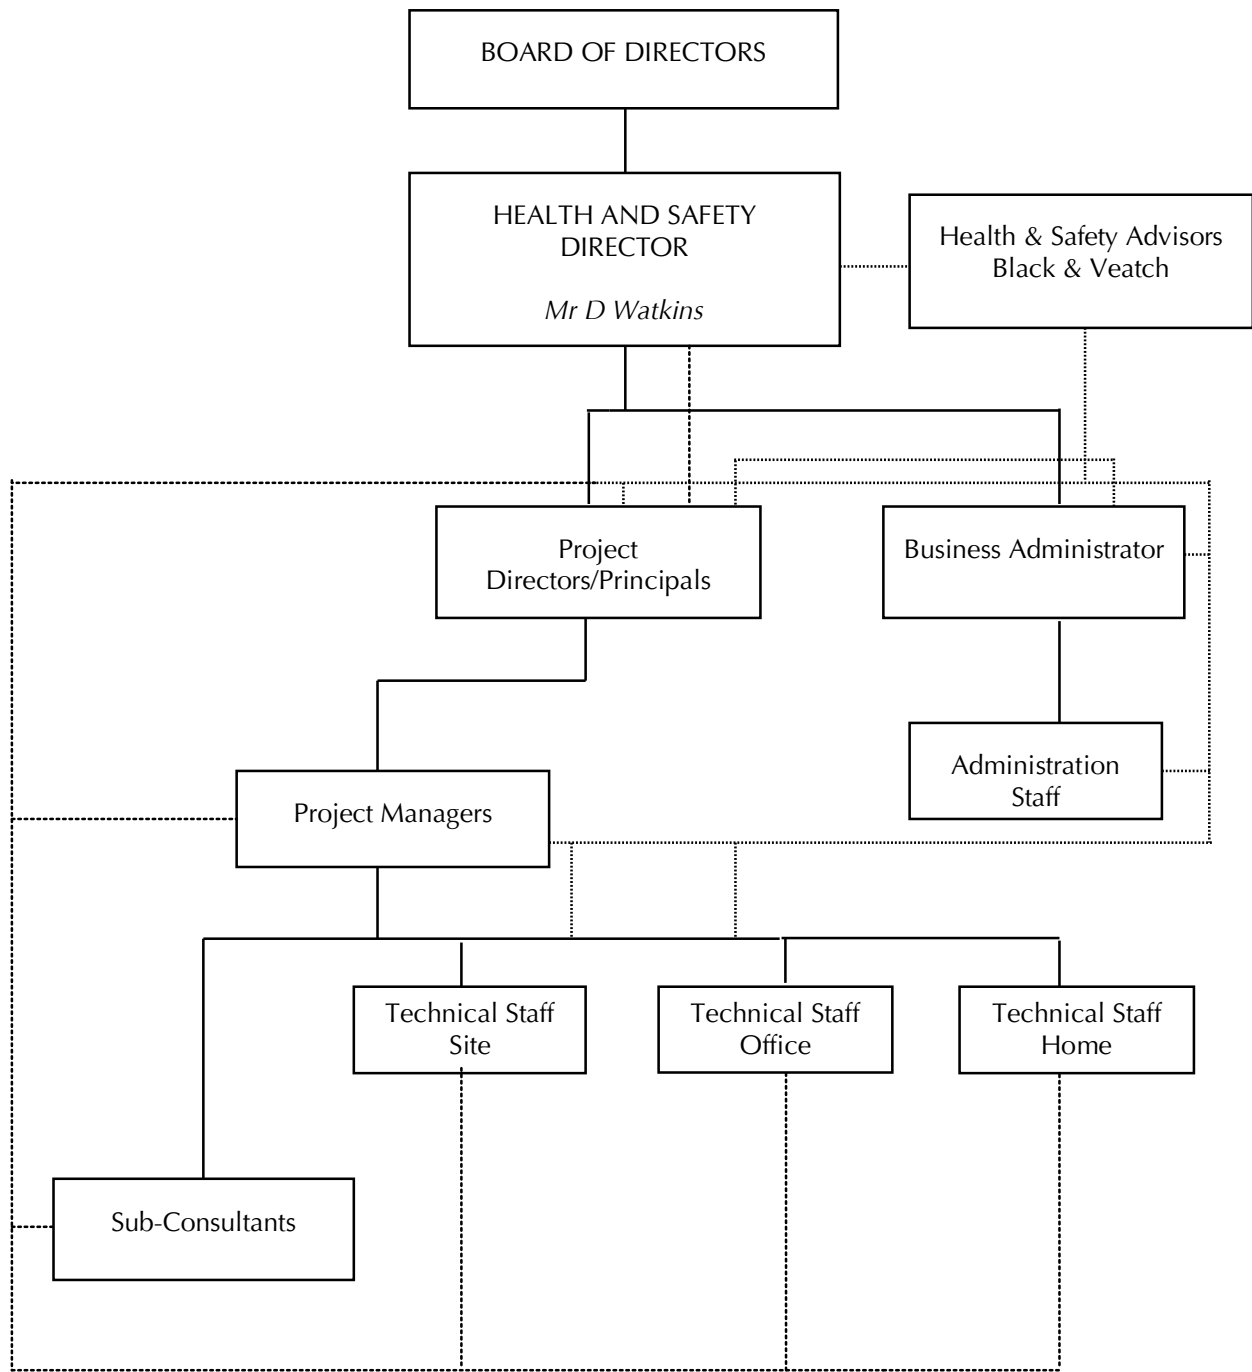 BOARD OF DIRECTORS
HEALTH AND SAFETY
DIRECTOR
Mr D Watkins
Health & Safety Advisors
Black & Veatch
Project
Directors/Principals
Business Administrator
Administration
Staff
Project Managers
Technical Staff
Site
Technical Staff
Office
Technical Staff
Home
Sub-Consultants